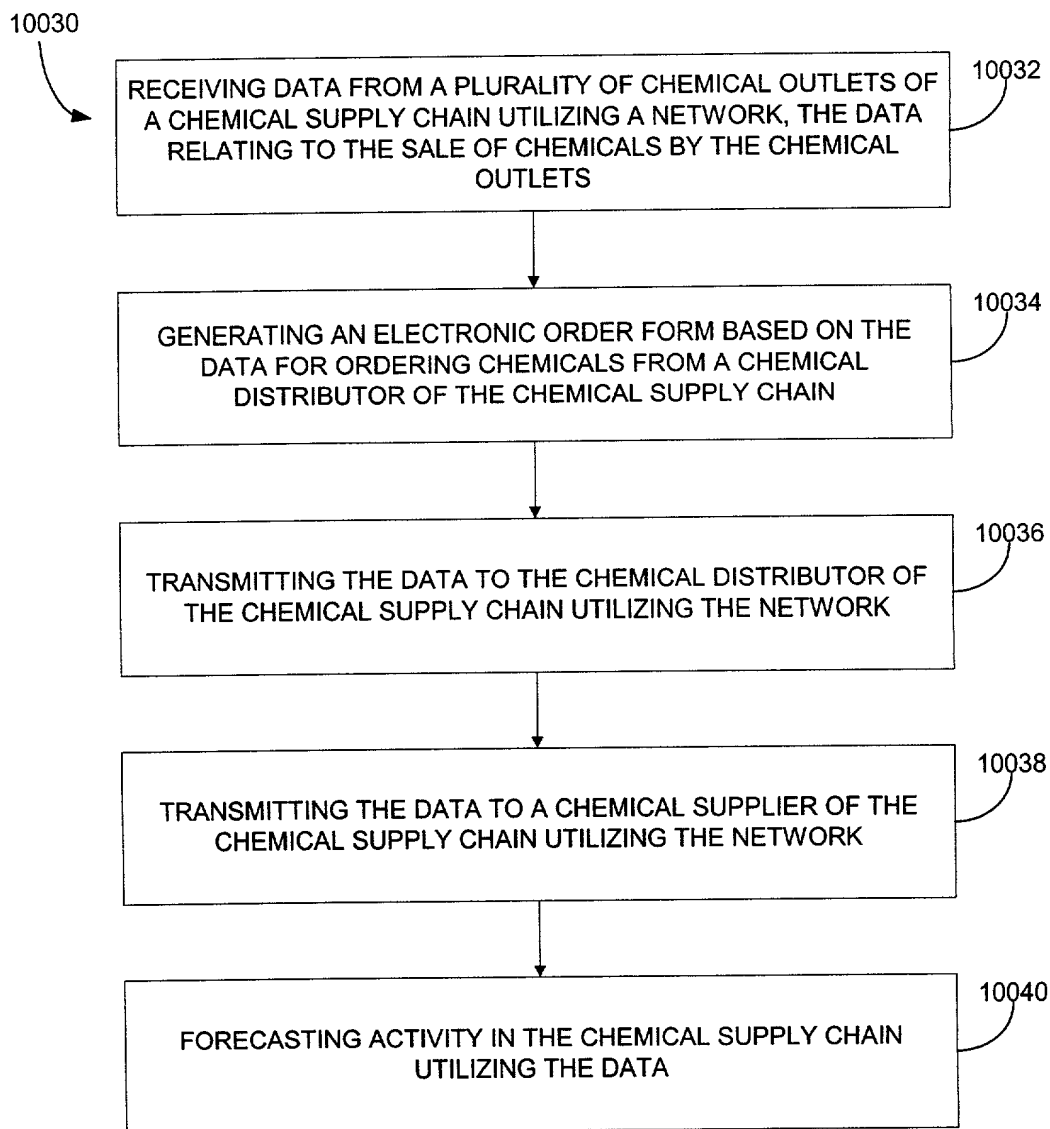 10030
RECEIVING DATA FROM A PLURALITY OF CHEMICAL OUTLETS OF
A CHEMICAL SUPPLY CHAIN UTILIZING A NETWORK, THE DATA
RELATING TO THE SALE OF CHEMICALS BY THE CHEMICAL
OUTLETS
10032
GENERATING AN ELECTRONIC ORDER FORM BASED ON THE
DATA FOR ORDERING CHEMICALS FROM A CHEMICAL
DISTRIBUTOR OF THE CHEMICAL SUPPLY CHAIN
10034
TRANSMITTING THE DATA TO THE CHEMICAL DISTRIBUTOR OF
THE CHEMICAL SUPPLY CHAIN UTILIZING THE NETWORK
10036
TRANSMITTING THE DATA TO A CHEMICAL SUPPLIER OF THE
CHEMICAL SUPPLY CHAIN UTILIZING THE NETWORK
10038
FORECASTING ACTIVITY IN THE CHEMICAL SUPPLY CHAIN
UTILIZING THE DATA
10040